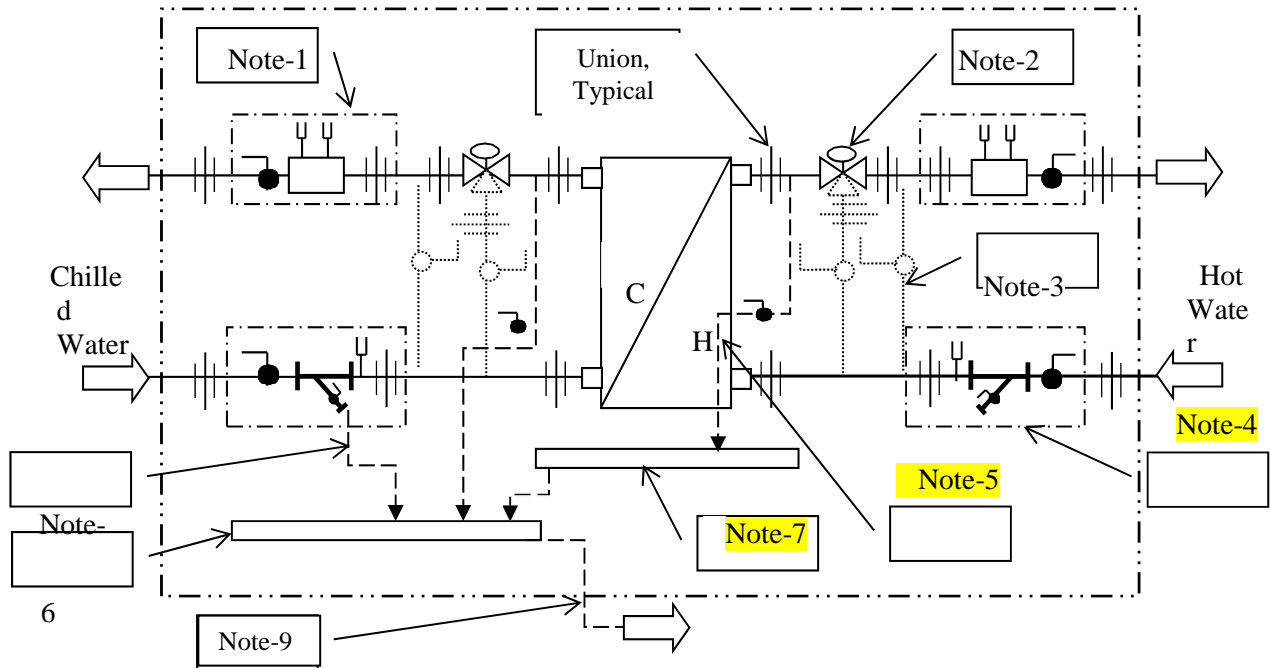 Note-1
Union,
Typical
Note-2
Note-3
Chille
d
Water
Hot
Wate
r
C
H
Note-4
Note-5
Note-7
Note-
6
Note-9